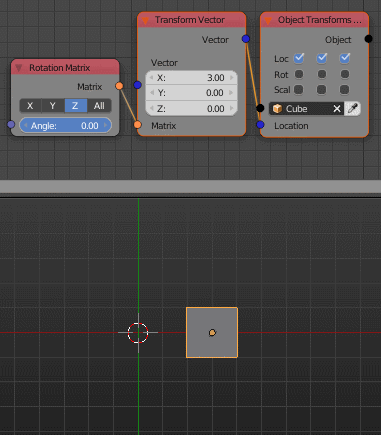 Rotation Matrix
Matrix
X Y Z All
Angle: 0.00
Transform Vector
Vector
Vector
X: 3.00
Y: 0.00
Z: 0.00
Matrix
Object Transforms ...
Object
Loc
Rot
Scal
Cube
Location